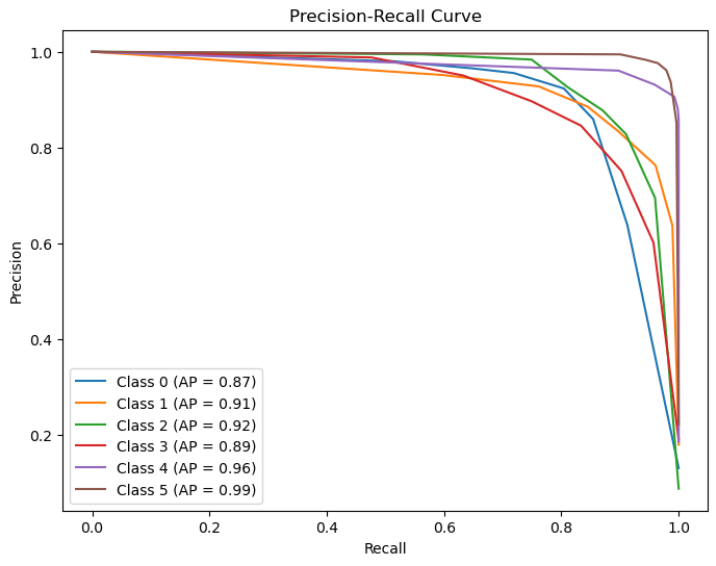 Precision-Recall Curve
1.0
0.8
0.6
0.4
0.2
Precision
Class 0 (AP = 0.87)
Class 1 (AP = 0.91)
Class 2 (AP = 0.92)
Class 3 (AP = 0.89)
Class 4 (AP = 0.96)
Class 5 (AP = 0.99)
0.0 0.2 0.4 0.6 0.8 1.0
Recall